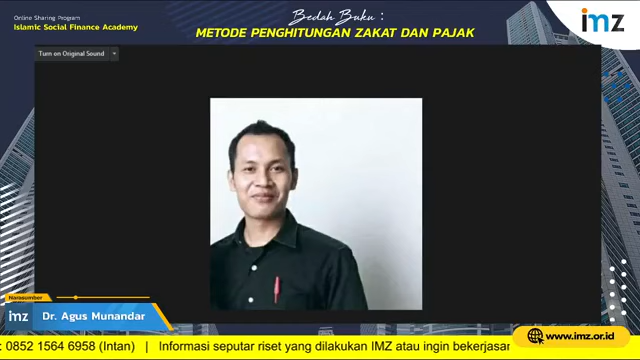 Online Sharing Program
Islamic Social Finance Academy
Bedah Buku :
METODE PENGHITUNGAN ZAKAT DAN PAJAK
imz
Turn on Original Sound
Narasumber
imz
Dr. Agus Munandar
www.imz.or.id
: 0852 1564 6958 (Intan) | Informasi seputar riset yang dilakukan IMZ atau ingin bekerjasar